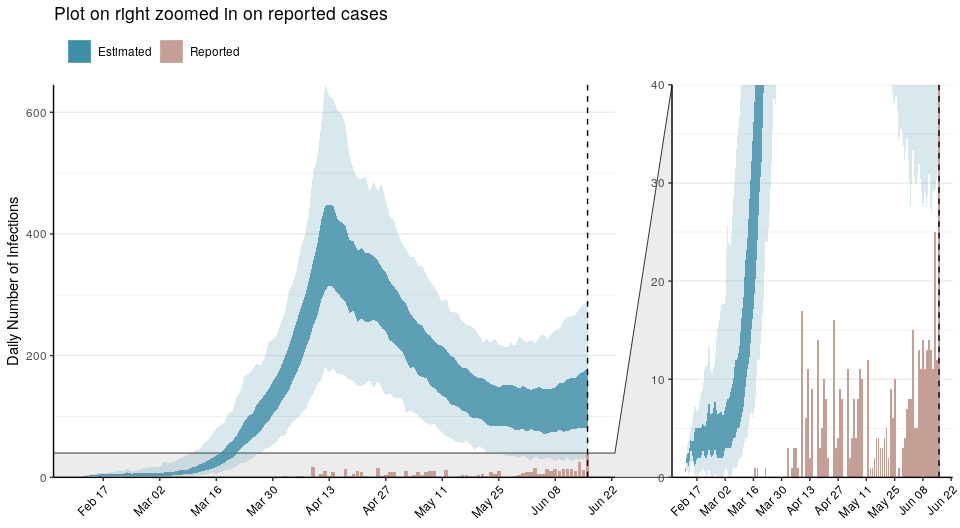 Plot on right zoomed in on reported cases
Estimated
Reported
Daily Number of Infections
600
400
200
0
Feb 17
Mar 02
Mar 16
Mar 30
Apr 13
Apr 27
May 11
May 25
Jun 08
Jun 22
40
30
20
10
0
Feb 17
Mar 02
Mar 16
Mar 30
Apr 13
Apr 27
May 11
May 25
Jun 08
Jun 22